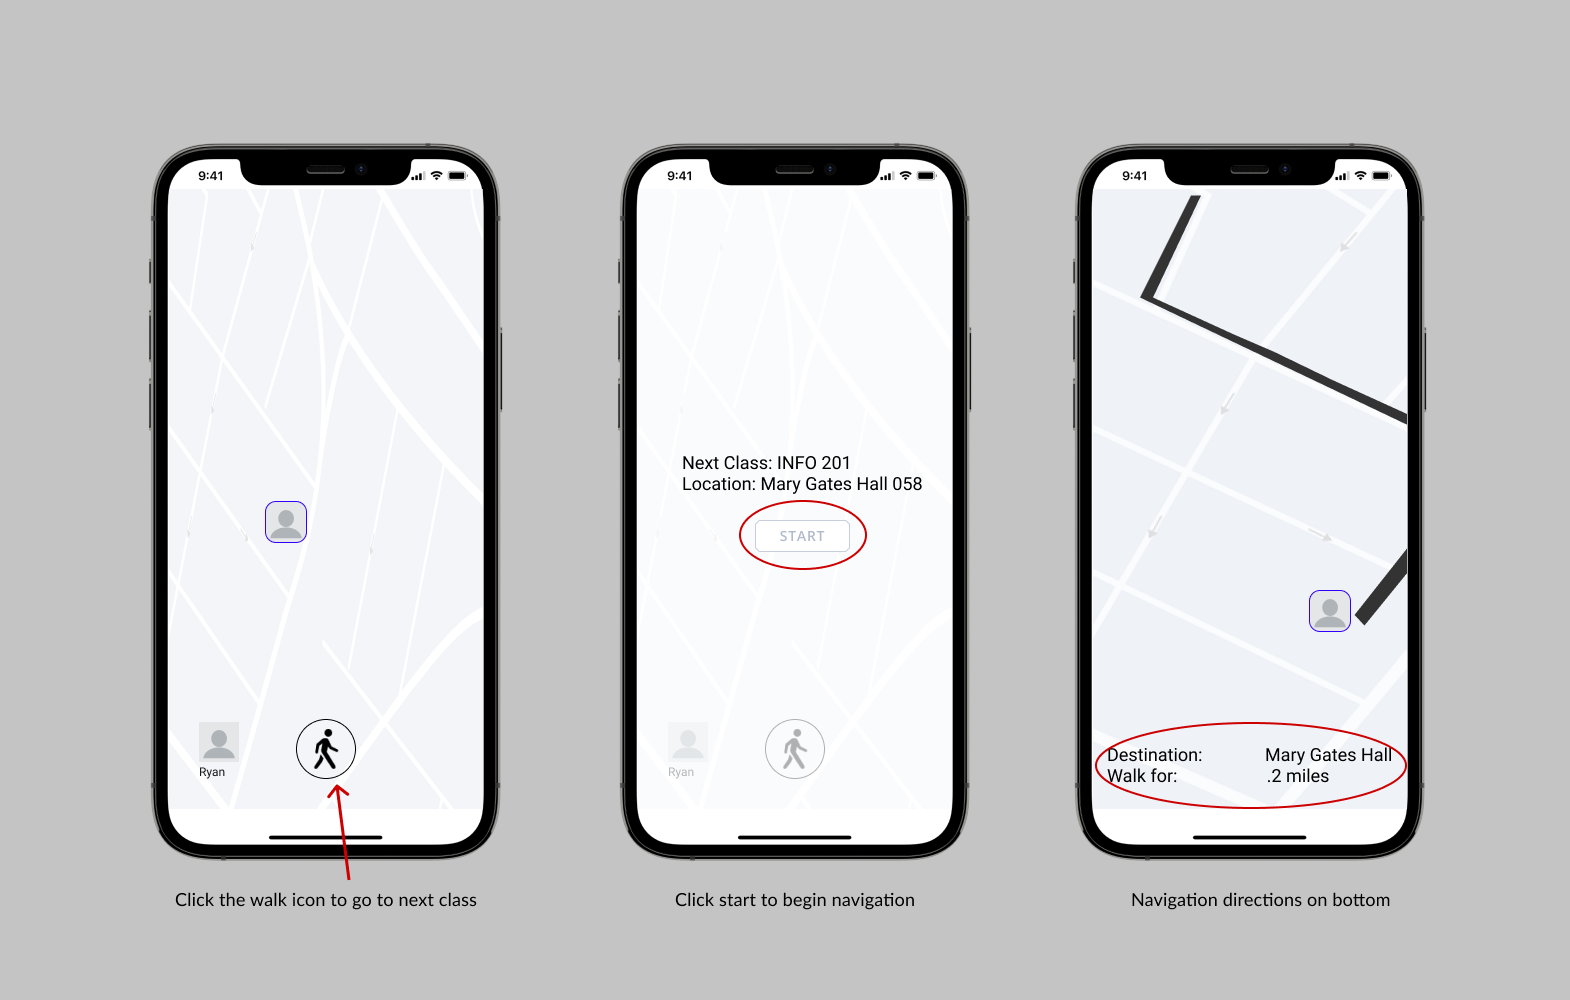 9:41
Ryan
Click the walk icon to go to next class
9:41
Next Class: INFO 201
Location: Mary Gates Hall 058
START
Ryan
Click start to begin navigation
9:41
Destination: Mary Gates Hall
Walk for: .2 miles
Navigation directions on bottom